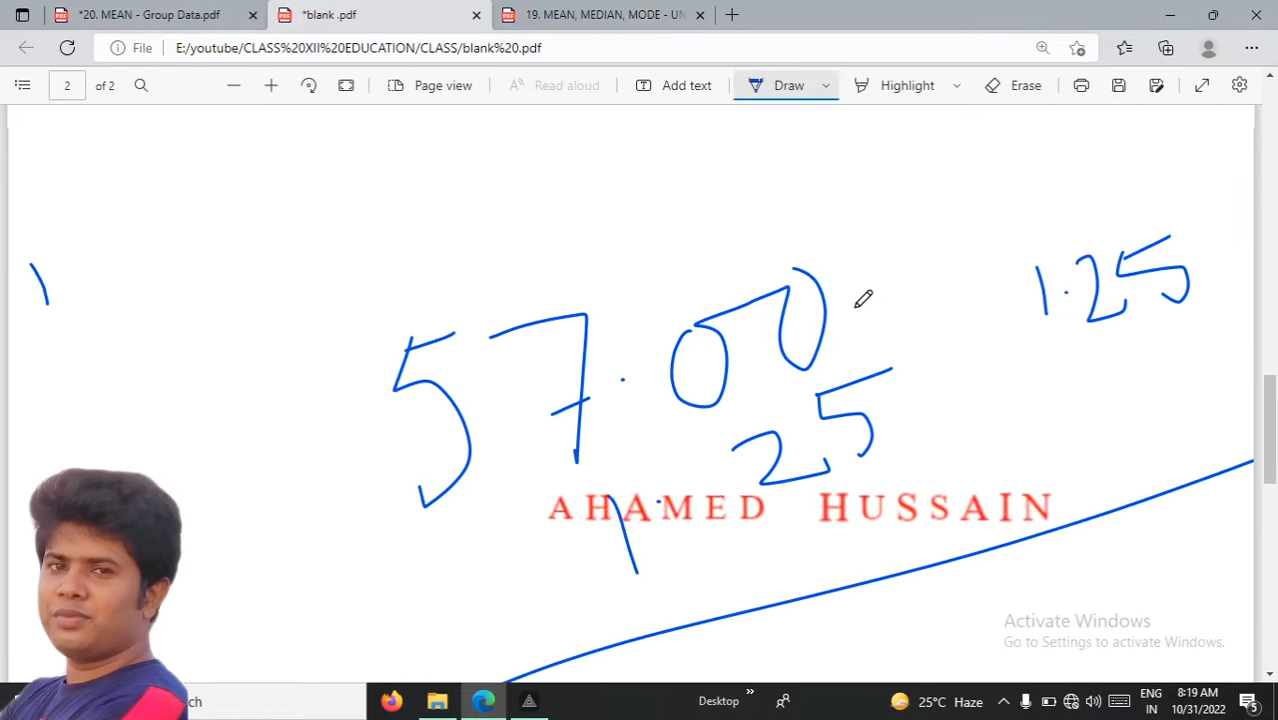 *20. MEAN - Group Data.pdf
*blank .pdf
19. MEAN, MEDIAN, MODE - UN
File E:/youtube/CLASS%20XII%20EDUCATION/CLASS/blank%20.pdf
2 of 2 Page view Read aloud Add text Draw Highlight Erase
1.25
57.00
25
1.
AHAMED HUSSAIN
Activate Windows
Go to Settings to activate Windows.
rch
Desktop
25°C Haze
ENG
IN
8:19 AM
10/31/2022
5